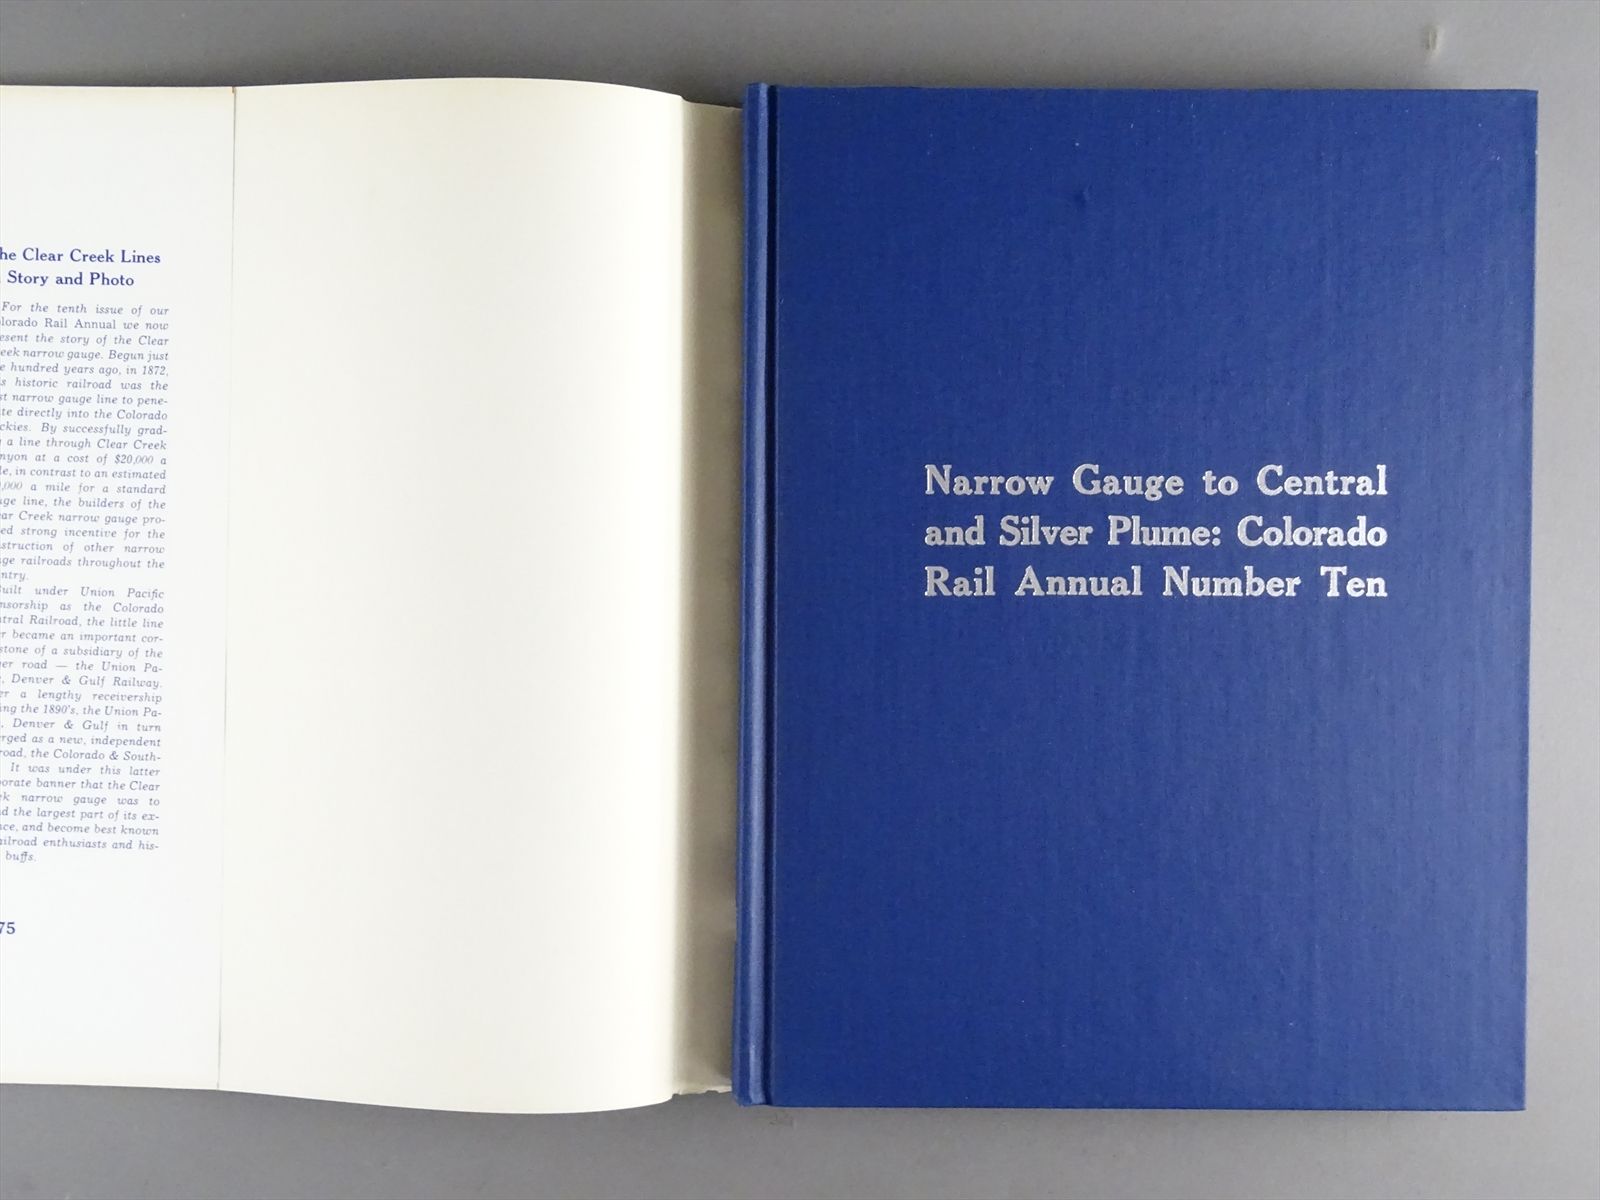 he Clear Creek Lines
Story and Photo
For the tenth issue of our
lorado Rail Annual we now
esent the story of the Clear
eek narrow gauge. Begun just
e hundred years ago, in 1872,
s historic railroad was the
st narrow gauge line to pene-
te directly into the Colorado
ckies. By successfully grad-
a line through Clear Creek
nyon at a cost of $20,000 a
le, in contrast to an estimated
,000 a mile for a standard
ge line, the builders of the
ar Creek narrow gauge pro-
ed strong incentive for the
struction of other narrow
ge railroads throughout the
ntry.
uilt under Union Pacific
nsorship as the Colorado
tral Railroad, the little line
r became an important cor-
stone of a subsidiary of the
er road — the Union Pa-
, Denver & Gulf Railway.
er a lengthy receivership
ing the 1890's, the Union Pa-
, Denver & Gulf in turn
rged as a new, independent
road, the Colorado & South-
It was under this latter
orate banner that the Clear
ek narrow gauge was to
d the largest part of its ex-
nce, and become best known
ailroad enthusiasts and his-
buffs.
75
Narrow Gauge to Central
and Silver Plume: Colorado
Rail Annual Number Ten